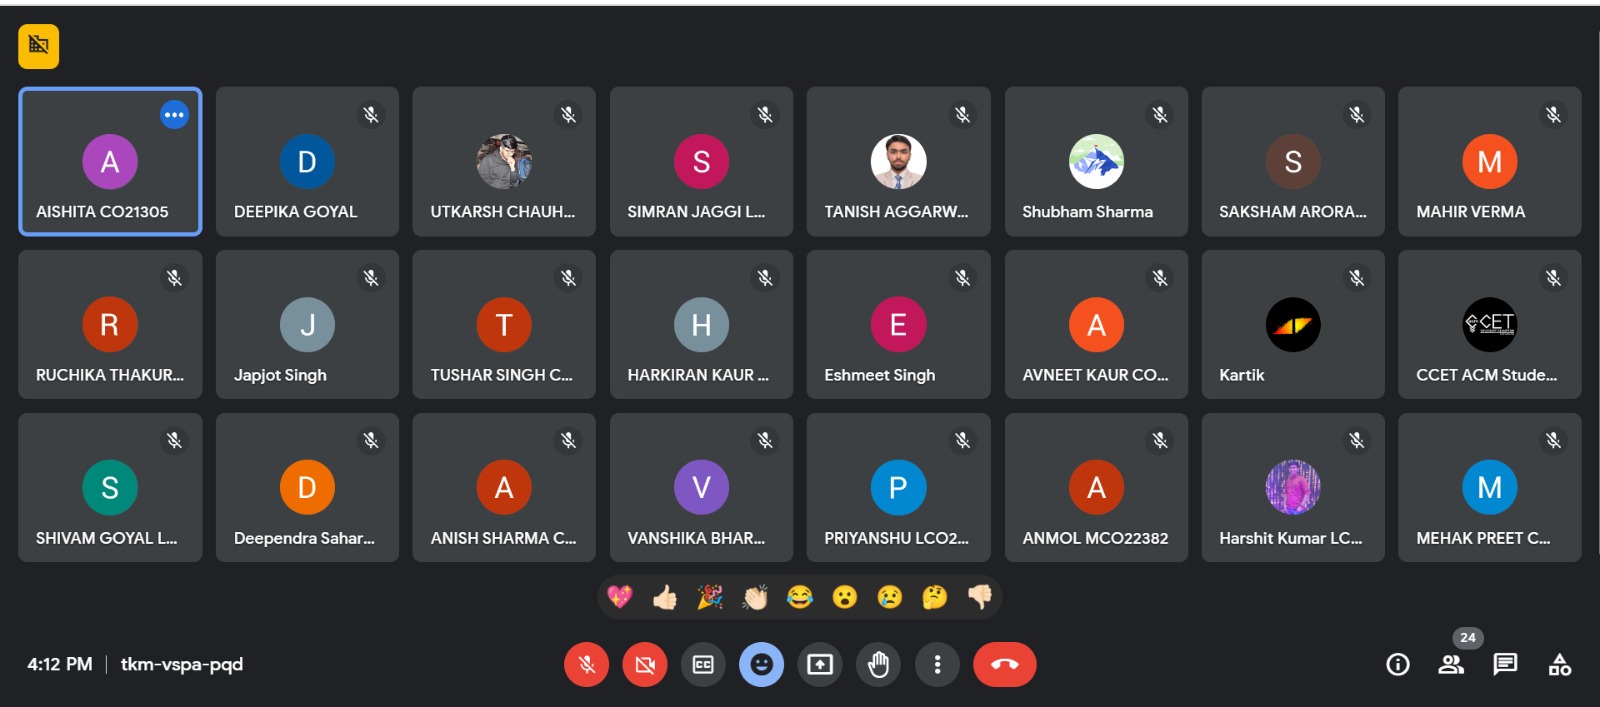 A
D
S
S
M
AISHITA CO21305
DEEPIKA GOYAL
UTKARSH CHAUH...
SIMRAN JAGGI L...
TANISH AGGARW...
Shubham Sharma
SAKSHAM ARORA...
MAHIR VERMA
R
J
T
H
E
A
CCET
RUCHIKA THAKUR...
Japjot Singh
TUSHAR SINGH C...
HARKIRAN KAUR ...
Eshmeet Singh
AVNEET KAUR CO...
Kartik
CCET ACM Stude...
S
D
A
V
P
A
M
SHIVAM GOYAL L...
Deependra Sahar...
ANISH SHARMA C...
VANSHIKA BHAR...
PRIYANSHU LCO2...
ANMOL MCO22382
Harshit Kumar LC...
MEHAK PREET C...
24
4:12 PM | tkm-vspa-pqd
CC